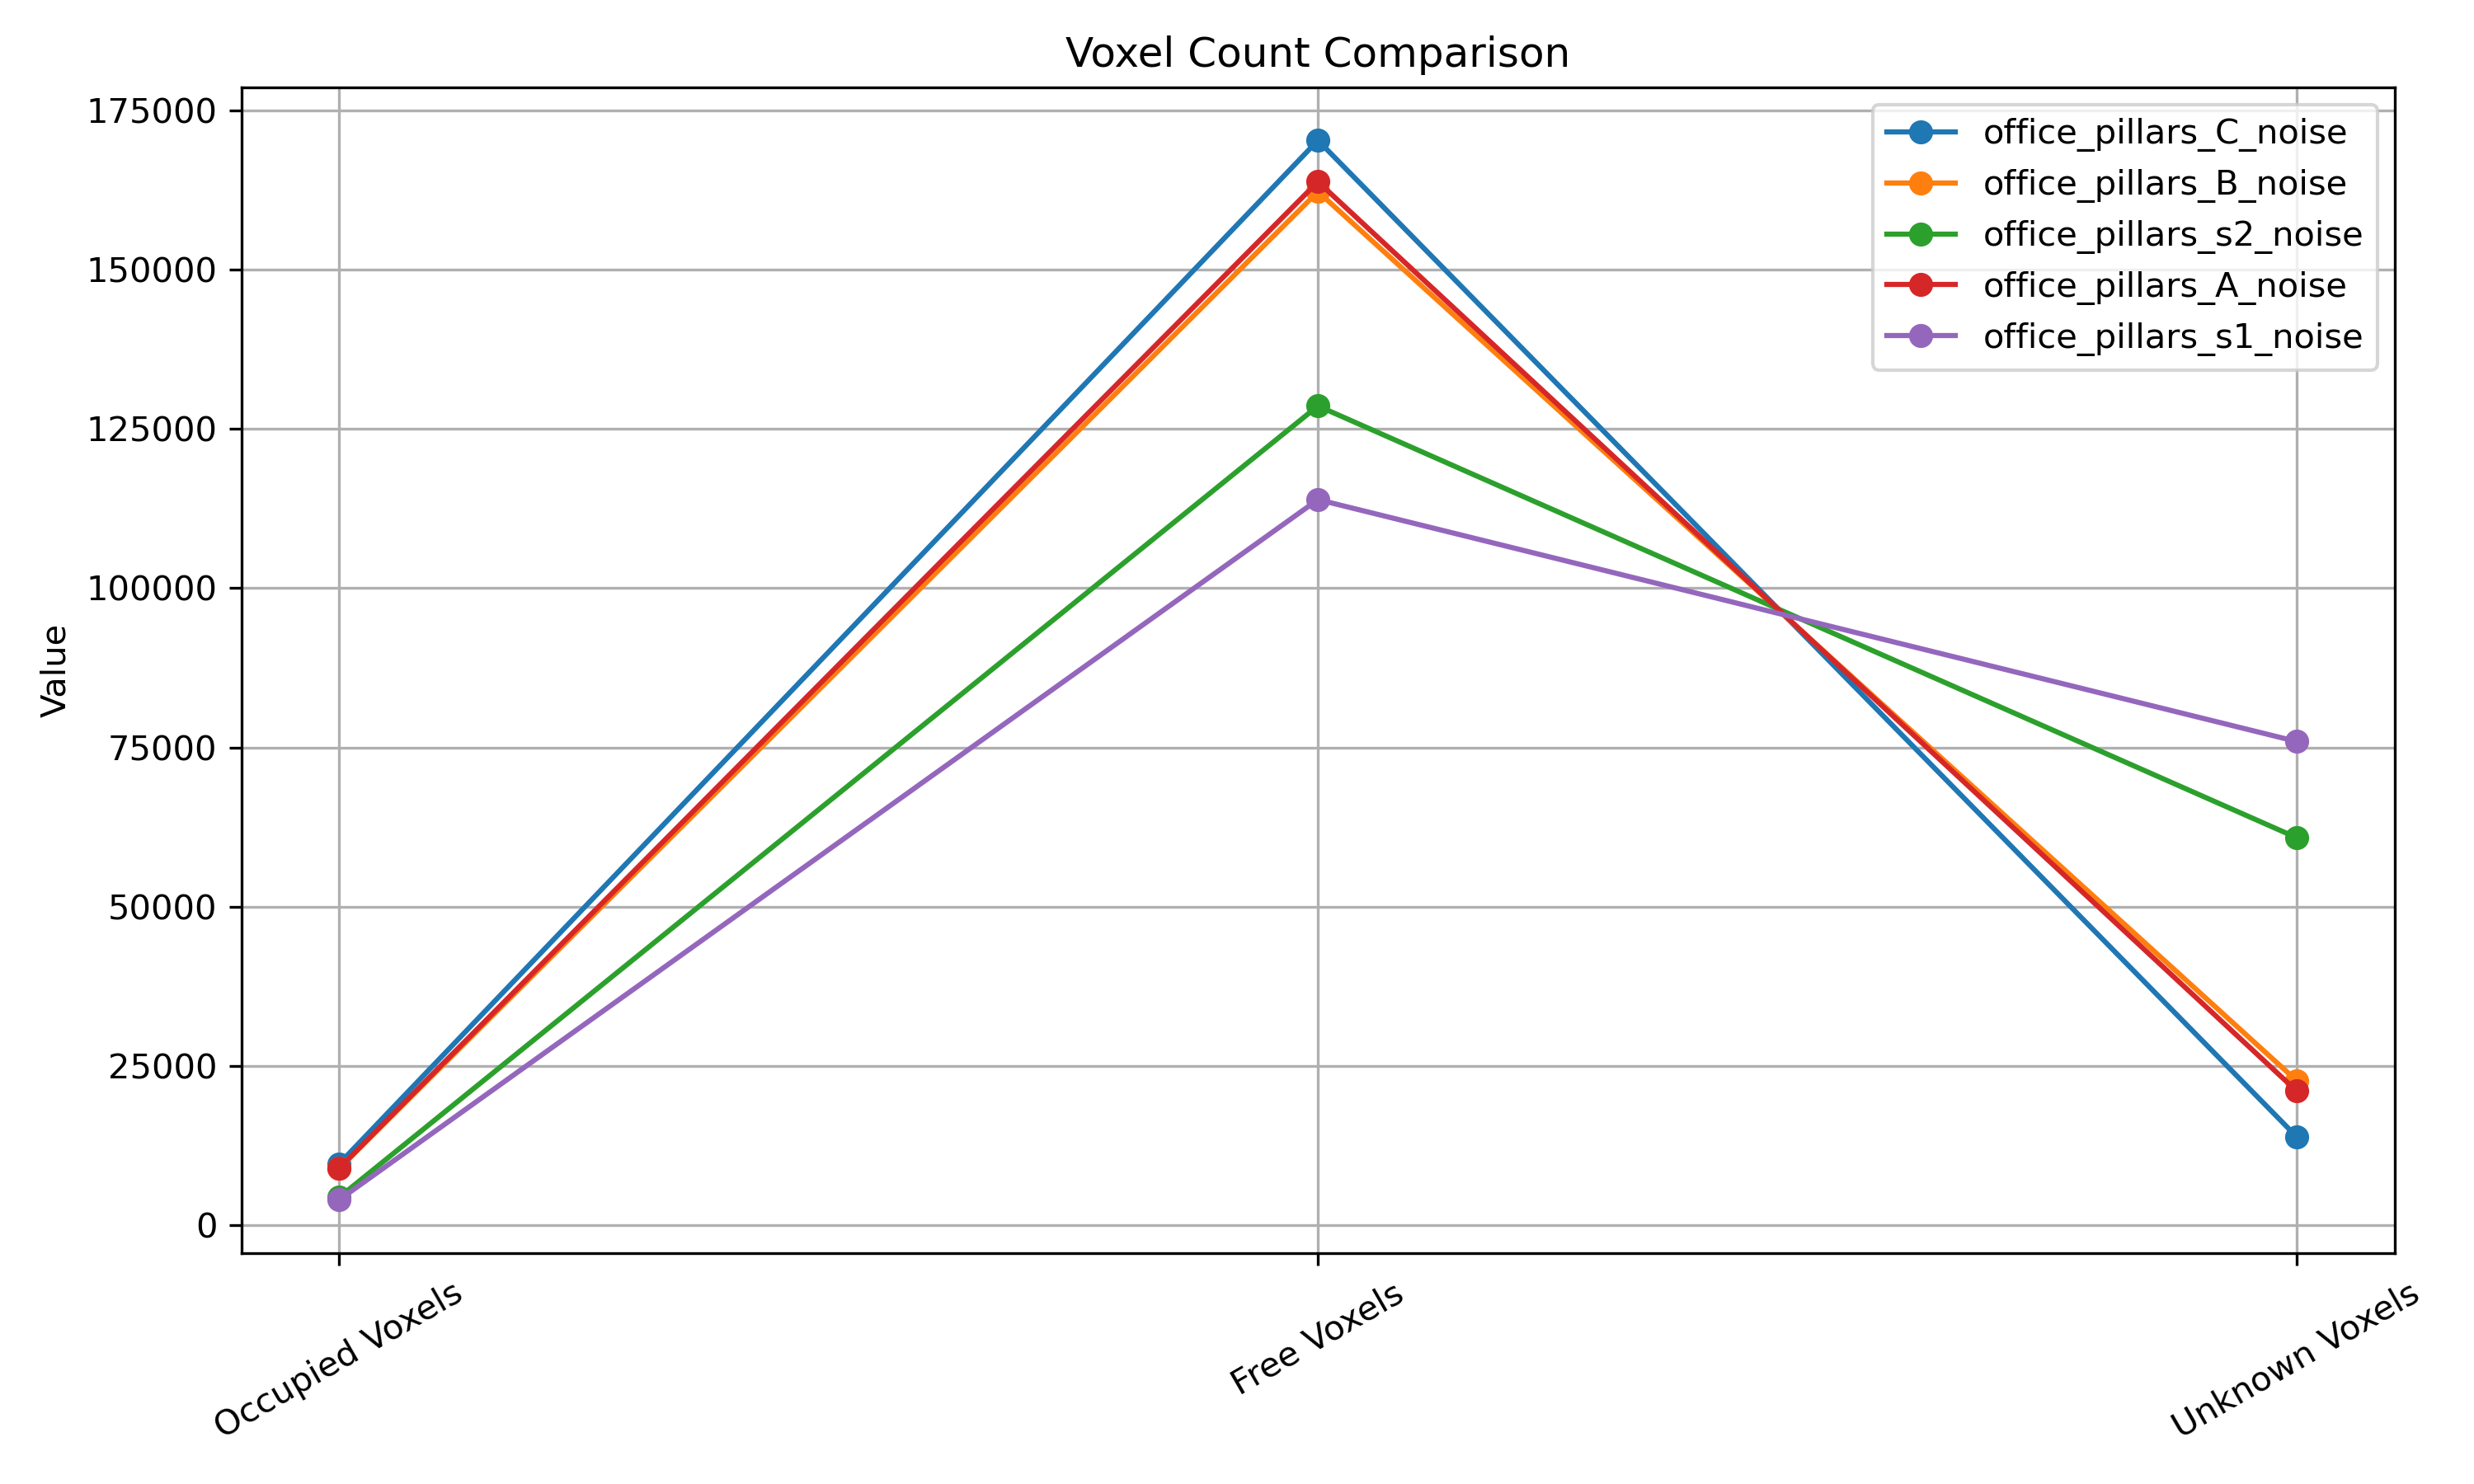 Voxel Count Comparison
175000
150000
125000
100000
75000
50000
25000
0
Value
office_pillars_C_noise
office_pillars_B_noise
office_pillars_s2_noise
office_pillars_A_noise
office_pillars_s1_noise
Occupied Voxels
Free Voxels
Unknown Voxels